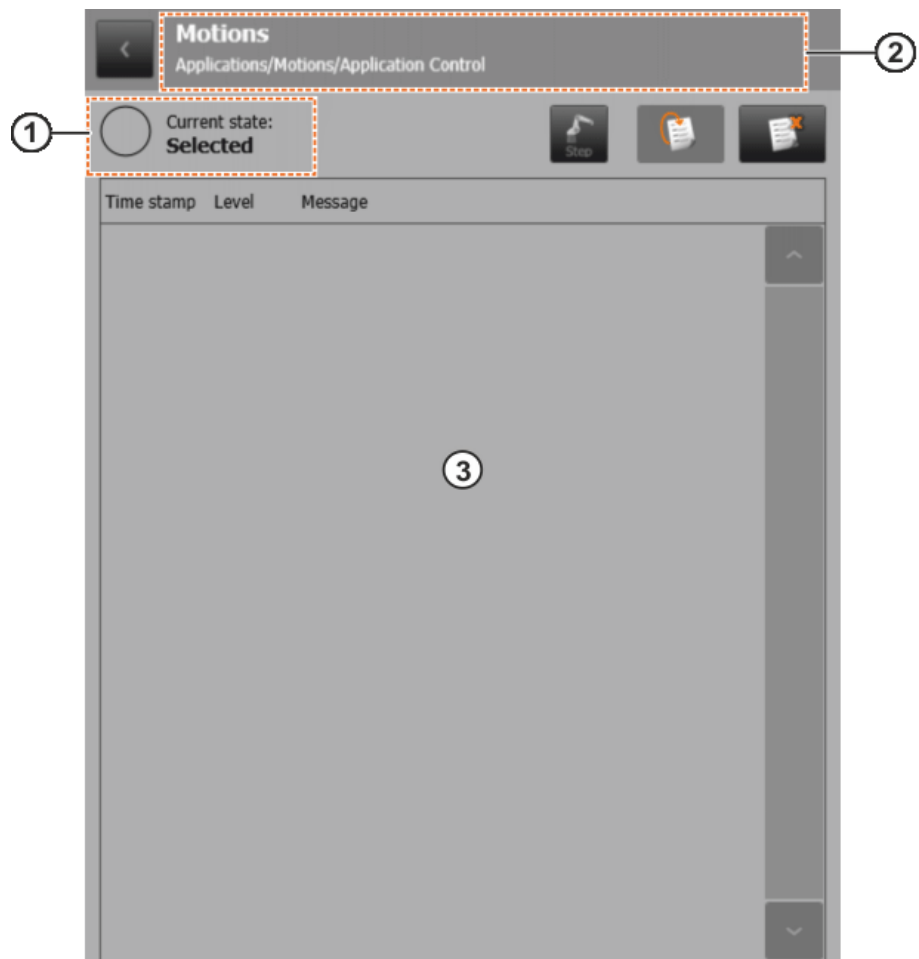 Motions
Applications/Motions/Application Control
2
1
Current state:
Selected
Step
Time stamp Level Message
3